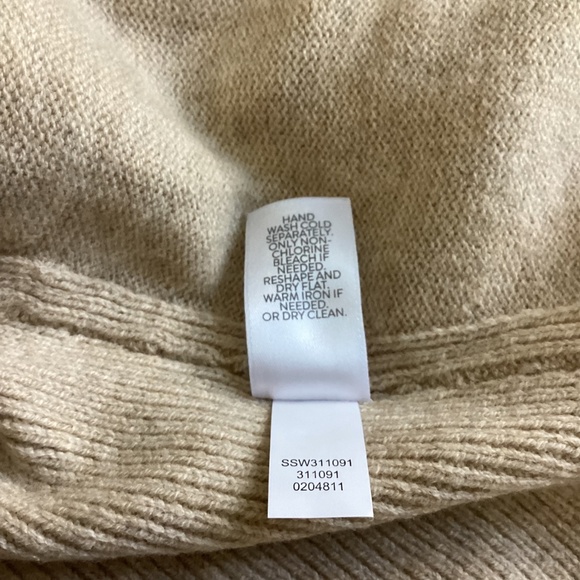 HAND
WASH COLD
SEPARATELY.
ONLY NON-
CHLORINE
BLEACH IF
NEEDED.
RESHAPE AND
DRY FLAT.
WARM IRON IF
NEEDED.
OR DRY CLEAN.
SSW311091
311091
0204811